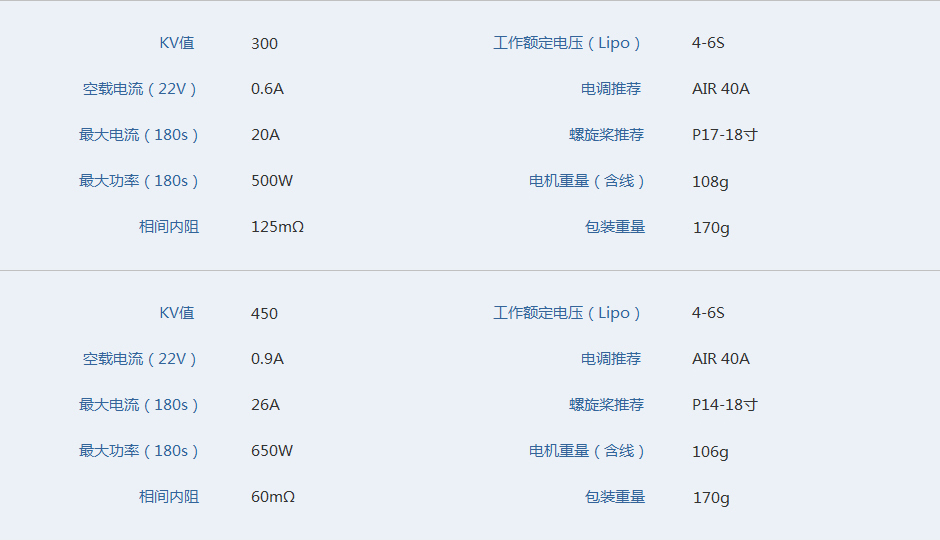 KV值 300 工作额定电压（Lipo） 4-6S
空载电流（22V） 0.6A 电调推荐 AIR 40A
最大电流（180s） 20A 螺旋桨推荐 P17-18寸
最大功率（180s） 500W 电机重量（含线） 108g
相间内阻 125mΩ 包装重量 170g
KV值 450 工作额定电压（Lipo） 4-6S
空载电流（22V） 0.9A 电调推荐 AIR 40A
最大电流（180s） 26A 螺旋桨推荐 P14-18寸
最大功率（180s） 650W 电机重量（含线） 106g
相间内阻 60mΩ 包装重量 170g